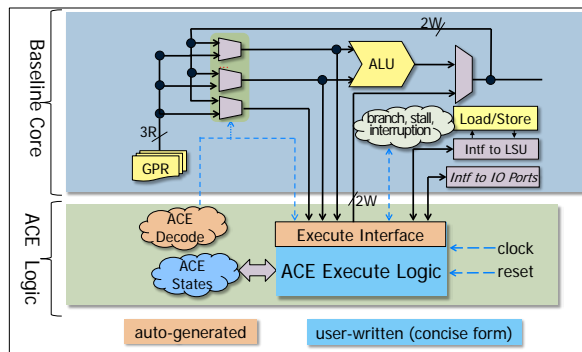 Baseline Core
2W
ALU
branch, stall,
interruption
Load/Store
Intf to LSU
Intf to IO Ports
3R
GPR
2W
ACE Logic
ACE
Decode
Execute Interface
ACE
States
ACE Execute Logic
clock
reset
auto-generated
user-written (concise form)